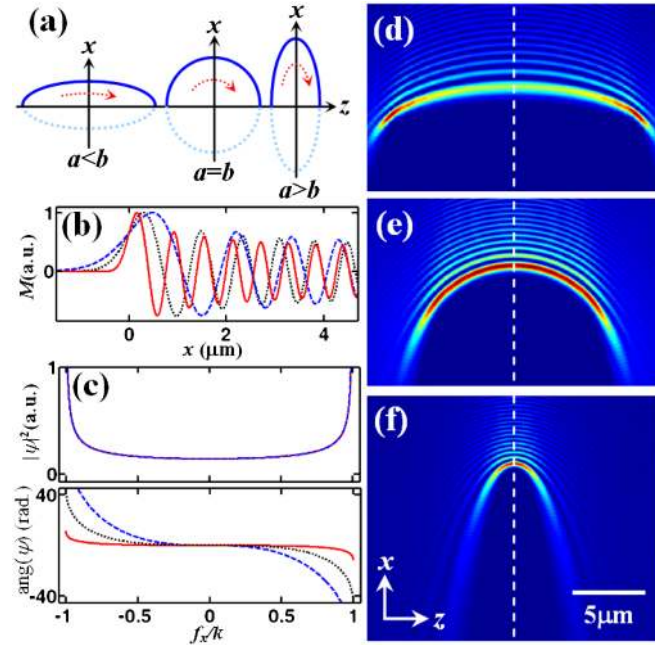 (a)
x
x
x
z
a<b
a=b
a>b
(b)
M(a.u.)
1
0
0
2
4
x (μm)
(c)
|ψ|²(a.u.)
1
0
ang(ψ) (rad.)
40
-40
-1
-0.5
0
0.5
1
fx/k
(d)
(e)
(f)
x
z
5μm